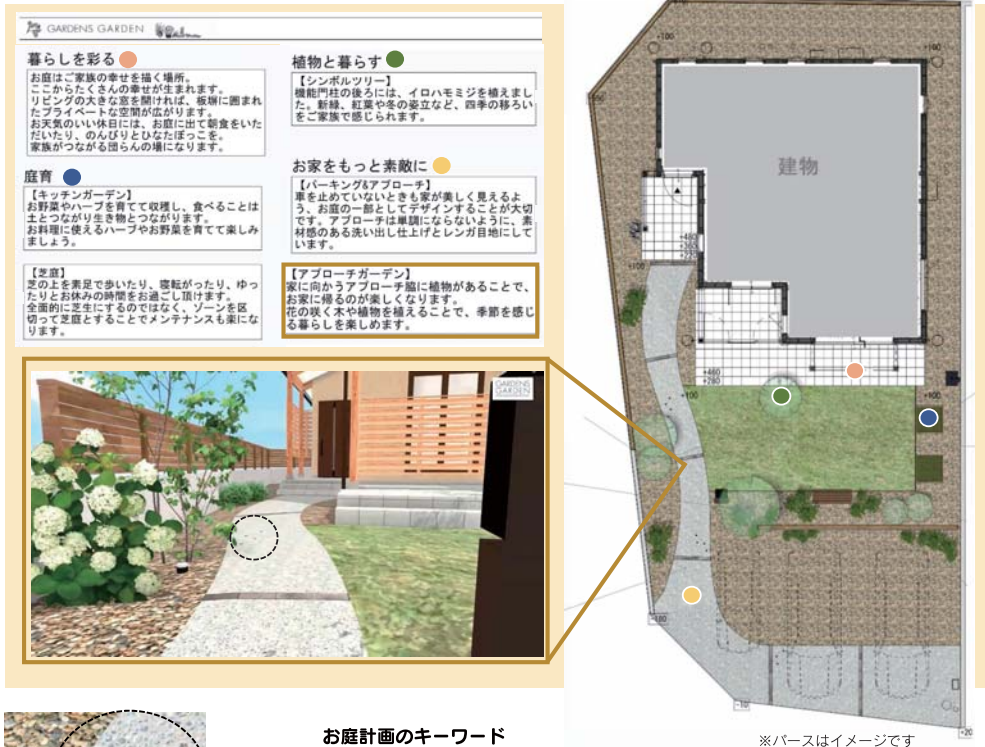 GARDENS GARDEN
暮らしを彩る
お庭はご家族の幸せを描く場所。
ここからたくさんの幸せが生まれます。
リビングの大きな窓を開ければ、板塀に囲まれ
たプライベートな空間が広がります。
お天気のいい休日には、お庭に出て朝食をいた
だいたり、のんびりとひなたぼっこを。
家族がつながる団らんの場になります。
庭育
【キッチンガーデン】
お野菜やハーブを育てて収穫し、食べることは
土とつながり生き物とつながります。
お料理に使えるハーブやお野菜を育てて楽しみ
ましょう。
【芝庭】
芝の上を素足で歩いたり、寝転がったり、ゆっ
たりとお休みの時間をお過ごし頂けます。
全面的に芝生にするのではなく、ゾーンを区
切って芝庭とすることでメンテナンスも楽にな
ります。
植物と暮らす
【シンボルツリー】
機能門柱の後ろには、イロハモミジを植えまし
た。新緑、紅葉や冬の姿立など、四季の移ろい
をご家族で感じられます。
お家をもっと素敵に
【パーキング&アプローチ】
車を止めていないときも家が美しく見えるよ
う、お庭の一部としてデザインすることが大切
です。アプローチは単調にならないように、素
材感のある洗い出し仕上げとレンガ目地にして
います。
【アプローチガーデン】
家に向かうアプローチ脇に植物があることで、
お家に帰るのが楽しくなります。
花の咲く木や植物を植えることで、季節を感じ
る暮らしを楽しめます。
GARDENS
GARDEN
お庭計画のキーワード
+100
+100
建物
+480
+360
+220
+100
+460
+280
+100
+100
-180
-10
-20
※パースはイメージです